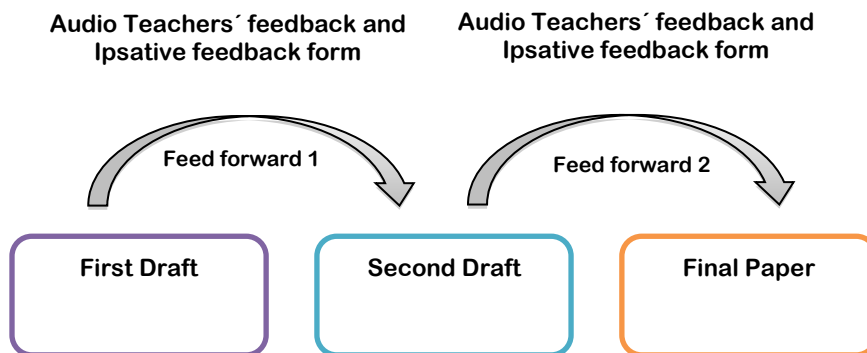 Audio Teachers´ feedback and
Ipsative feedback form
Audio Teachers´ feedback and
Ipsative feedback form
Feed forward 1
Feed forward 2
First Draft
Second Draft
Final Paper